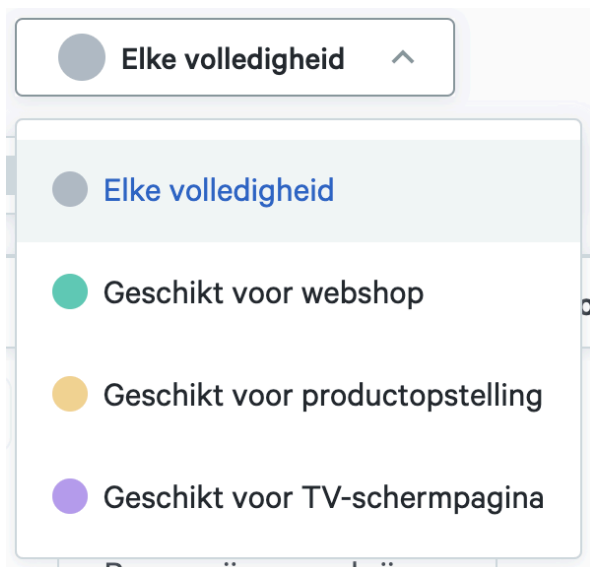 Elke volledigheid
Elke volledigheid
Geschikt voor webshop
Geschikt voor productopstelling
Geschikt voor TV-schermpagina